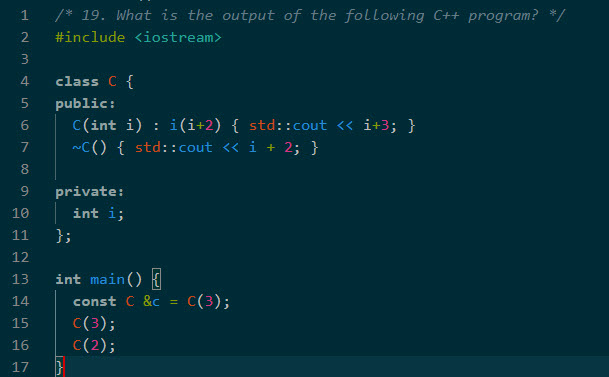 1 /* 19. What is the output of the following C++ program? */
2 #include <iostream>
3
4 class C {
5 public:
6 C(int i) : i(i+2) { std::cout << i+3; }
7 ~C() { std::cout << i + 2; }
8
9 private:
10 int i;
11 };
12
13 int main() {
14 const C &c = C(3);
15 C(3);
16 C(2);
17 }